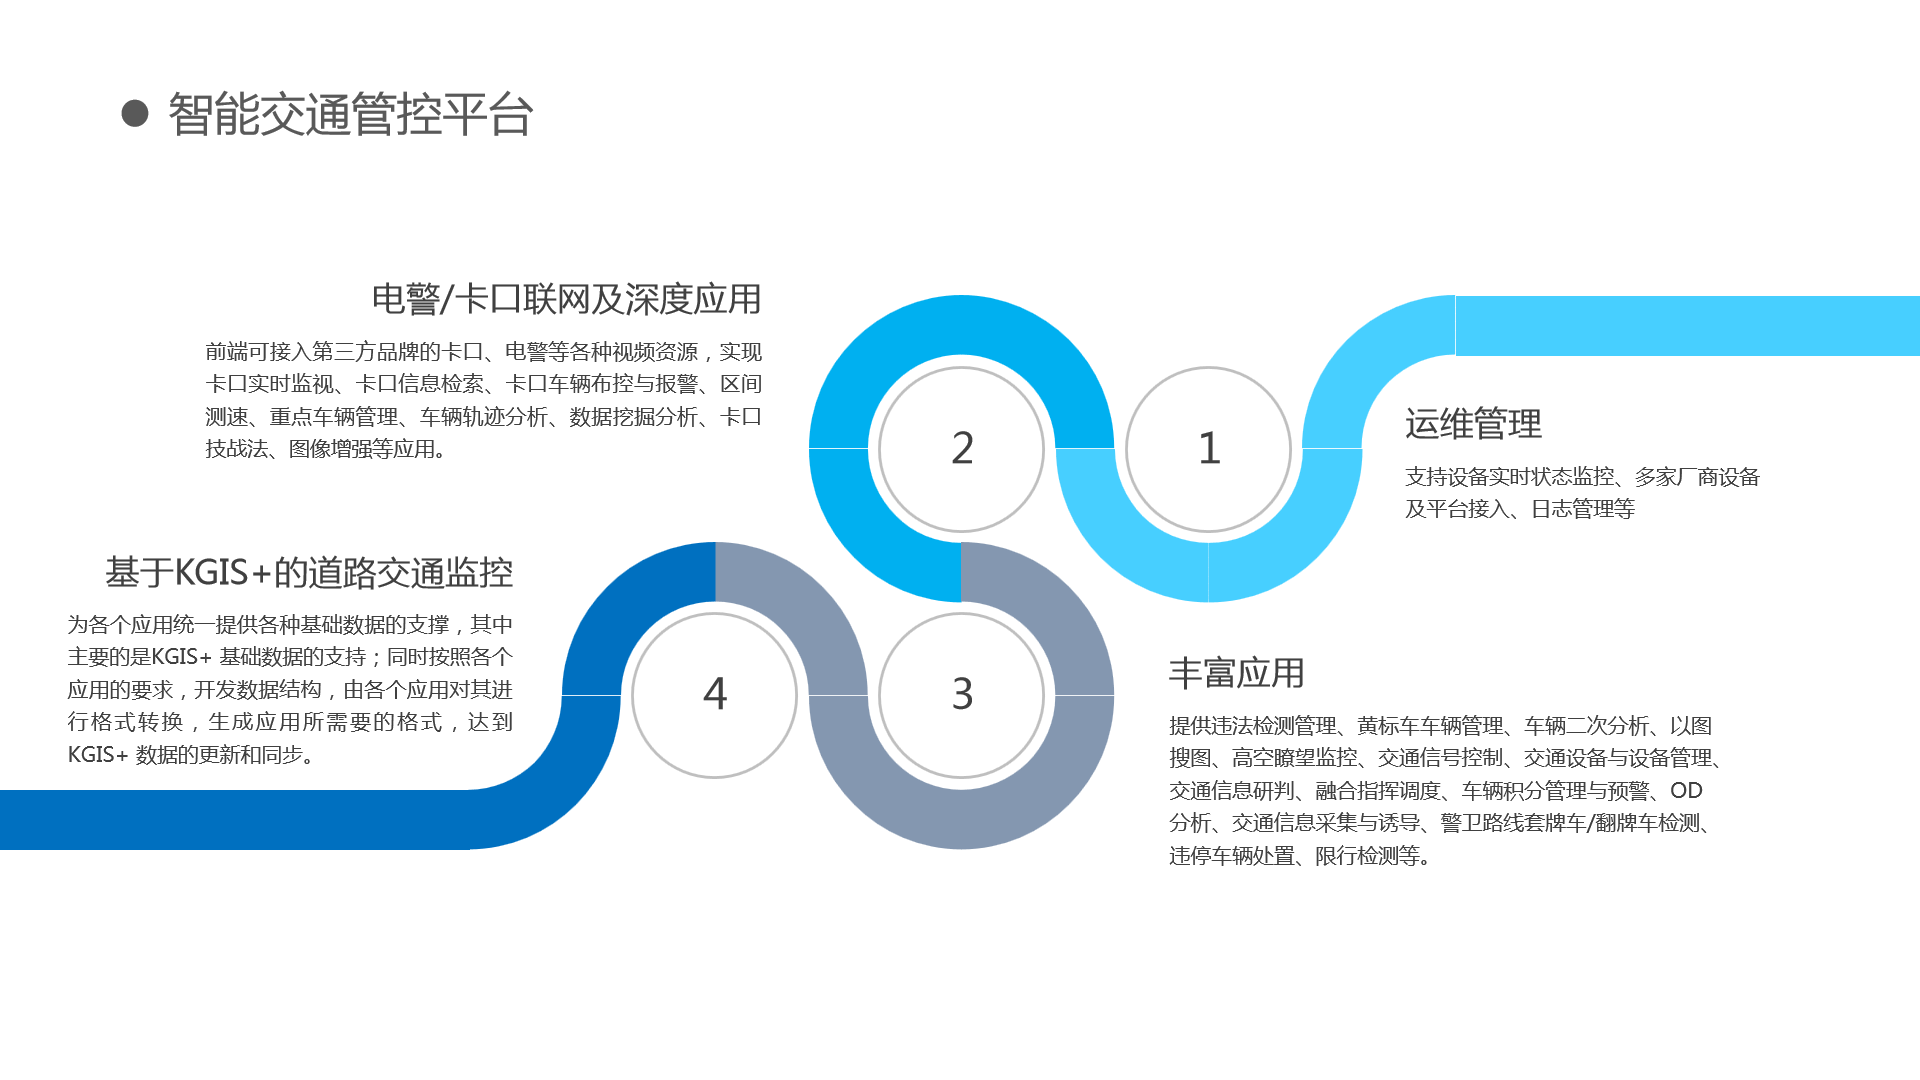 智能交通管控平台
电警/卡口联网及深度应用
前端可接入第三方品牌的卡口、电警等各种视频资源，实现
卡口实时监视、卡口信息检索、卡口车辆布控与报警、区间
测速、重点车辆管理、车辆轨迹分析、数据挖掘分析、卡口
技战法、图像增强等应用。
2
1
运维管理
支持设备实时状态监控、多家厂商设备
及平台接入、日志管理等
基于KGIS+的道路交通监控
为各个应用统一提供各种基础数据的支撑，其中
主要的是KGIS+ 基础数据的支持；同时按照各个
应用的要求，开发数据结构，由各个应用对其进
行格式转换，生成应用所需要的格式，达到
KGIS+ 数据的更新和同步。
4
3
丰富应用
提供违法检测管理、黄标车车辆管理、车辆二次分析、以图
搜图、高空瞭望监控、交通信号控制、交通设备与设备管理、
交通信息研判、融合指挥调度、车辆积分管理与预警、OD
分析、交通信息采集与诱导、警卫路线套牌车/翻牌车检测、
违停车辆处置、限行检测等。